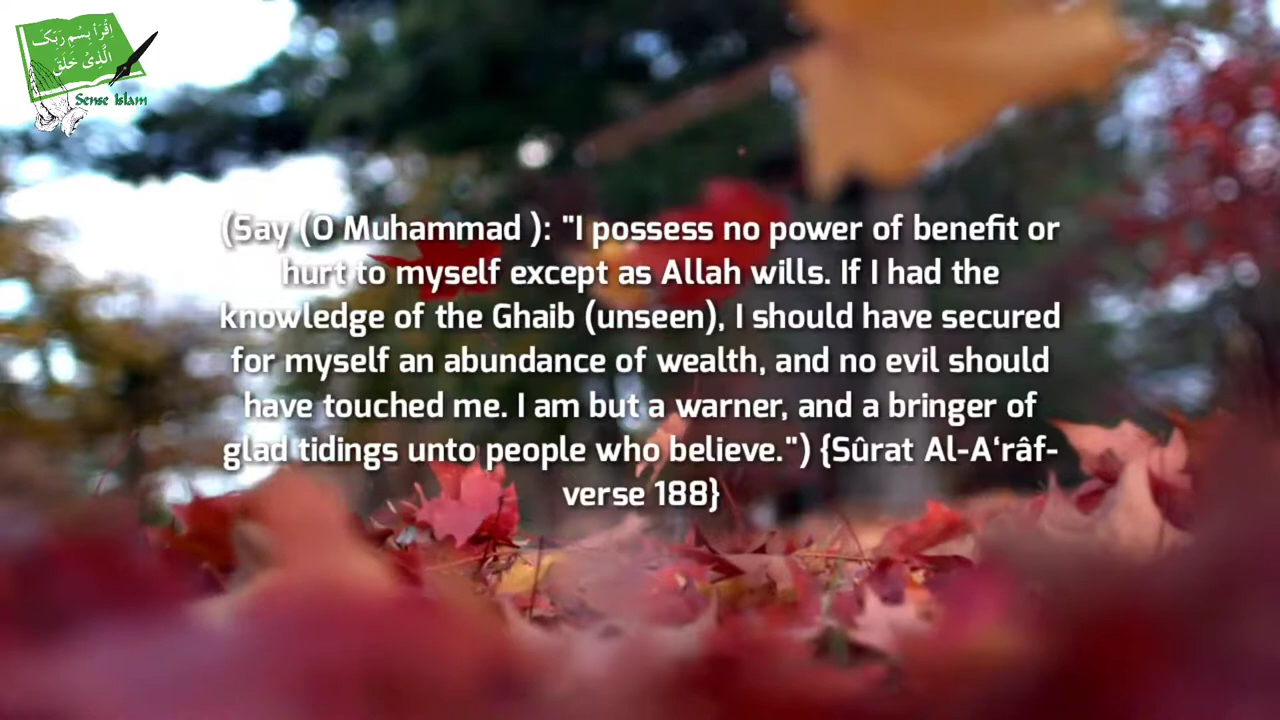 اقْرَأْ بِسْمِ رَبِّكَ
الَّذِى خَلَقَ
Sense Islam
(Say (O Muhammad ): "I possess no power of benefit or
hurt to myself except as Allah wills. If I had the
knowledge of the Ghaib (unseen), I should have secured
for myself an abundance of wealth, and no evil should
have touched me. I am but a warner, and a bringer of
glad tidings unto people who believe.") {Sûrat Al-A‘râf-
verse 188}